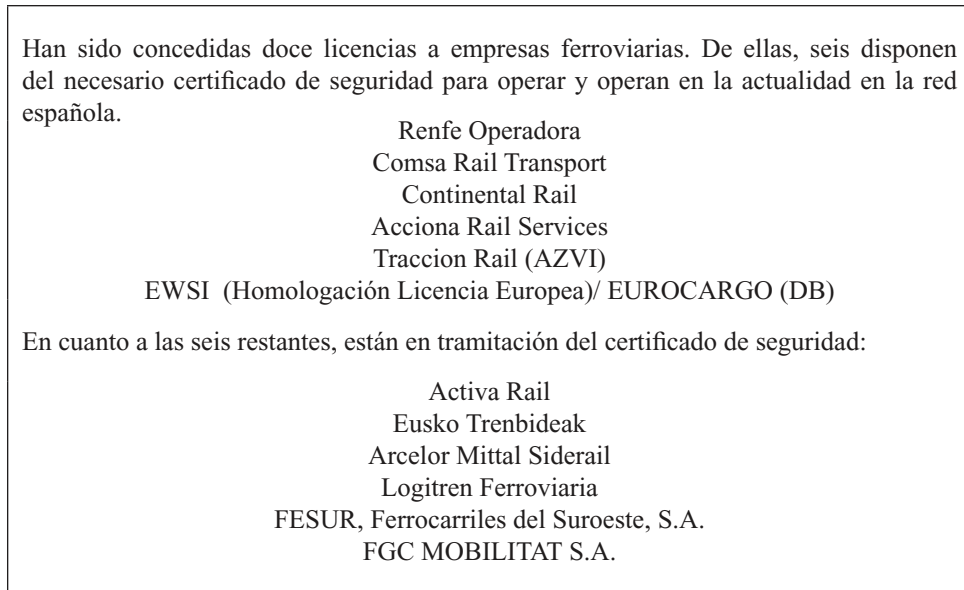 Han sido concedidas doce licencias a empresas ferroviarias. De ellas, seis disponen
del necesario certificado de seguridad para operar y operan en la actualidad en la red
española.
Renfe Operadora
Comsa Rail Transport
Continental Rail
Acciona Rail Services
Traccion Rail (AZVI)
EWSI (Homologación Licencia Europea)/ EUROCARGO (DB)
En cuanto a las seis restantes, están en tramitación del certificado de seguridad:
Activa Rail
Eusko Trenbideak
Arcelor Mittal Siderail
Logitren Ferroviaria
FESUR, Ferrocarriles del Suroeste, S.A.
FGC MOBILITAT S.A.